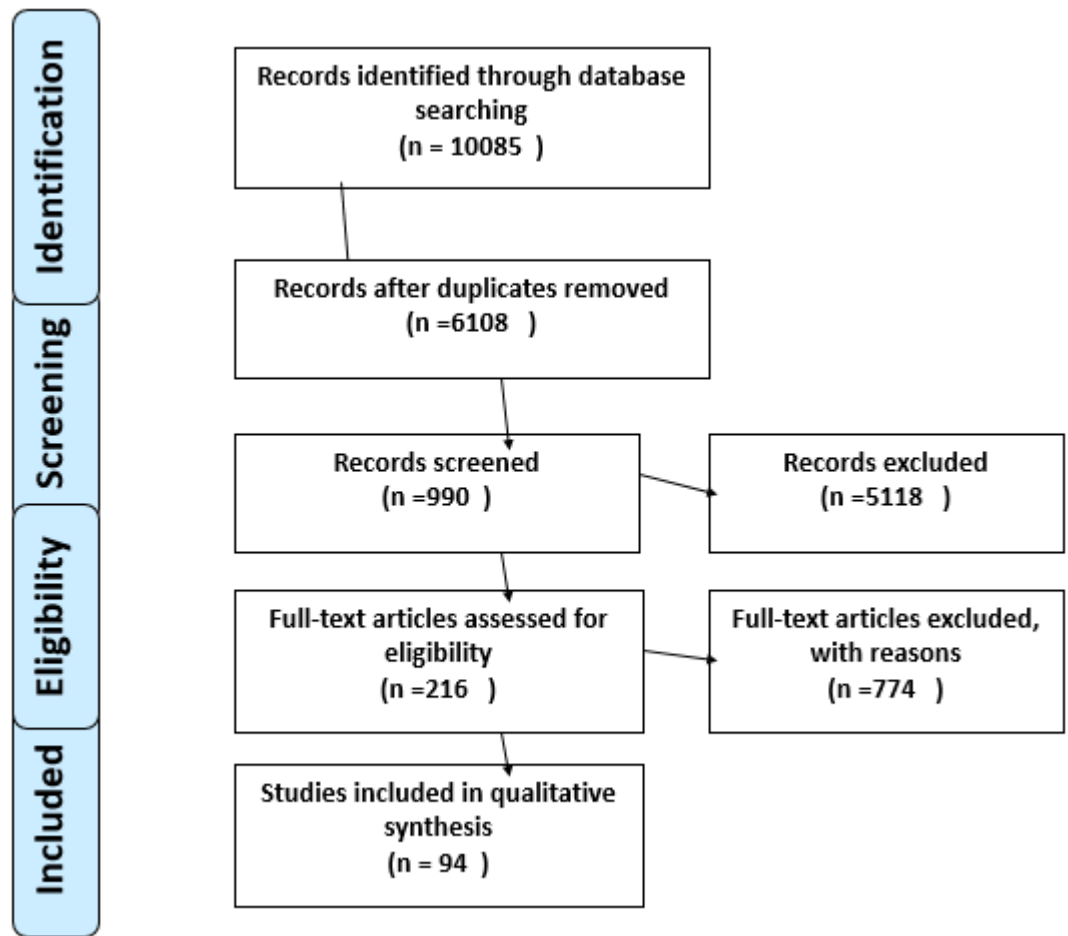 Identification
Records identified through database
searching
(n = 10085  )
Records after duplicates removed
(n =6108   )
Screening
Records screened
(n =990   )
Records excluded
(n =5118   )
Eligibility
Full-text articles assessed for
eligibility
(n =216   )
Full-text articles excluded,
with reasons
(n =774   )
Included
Studies included in qualitative
synthesis
(n = 94  )